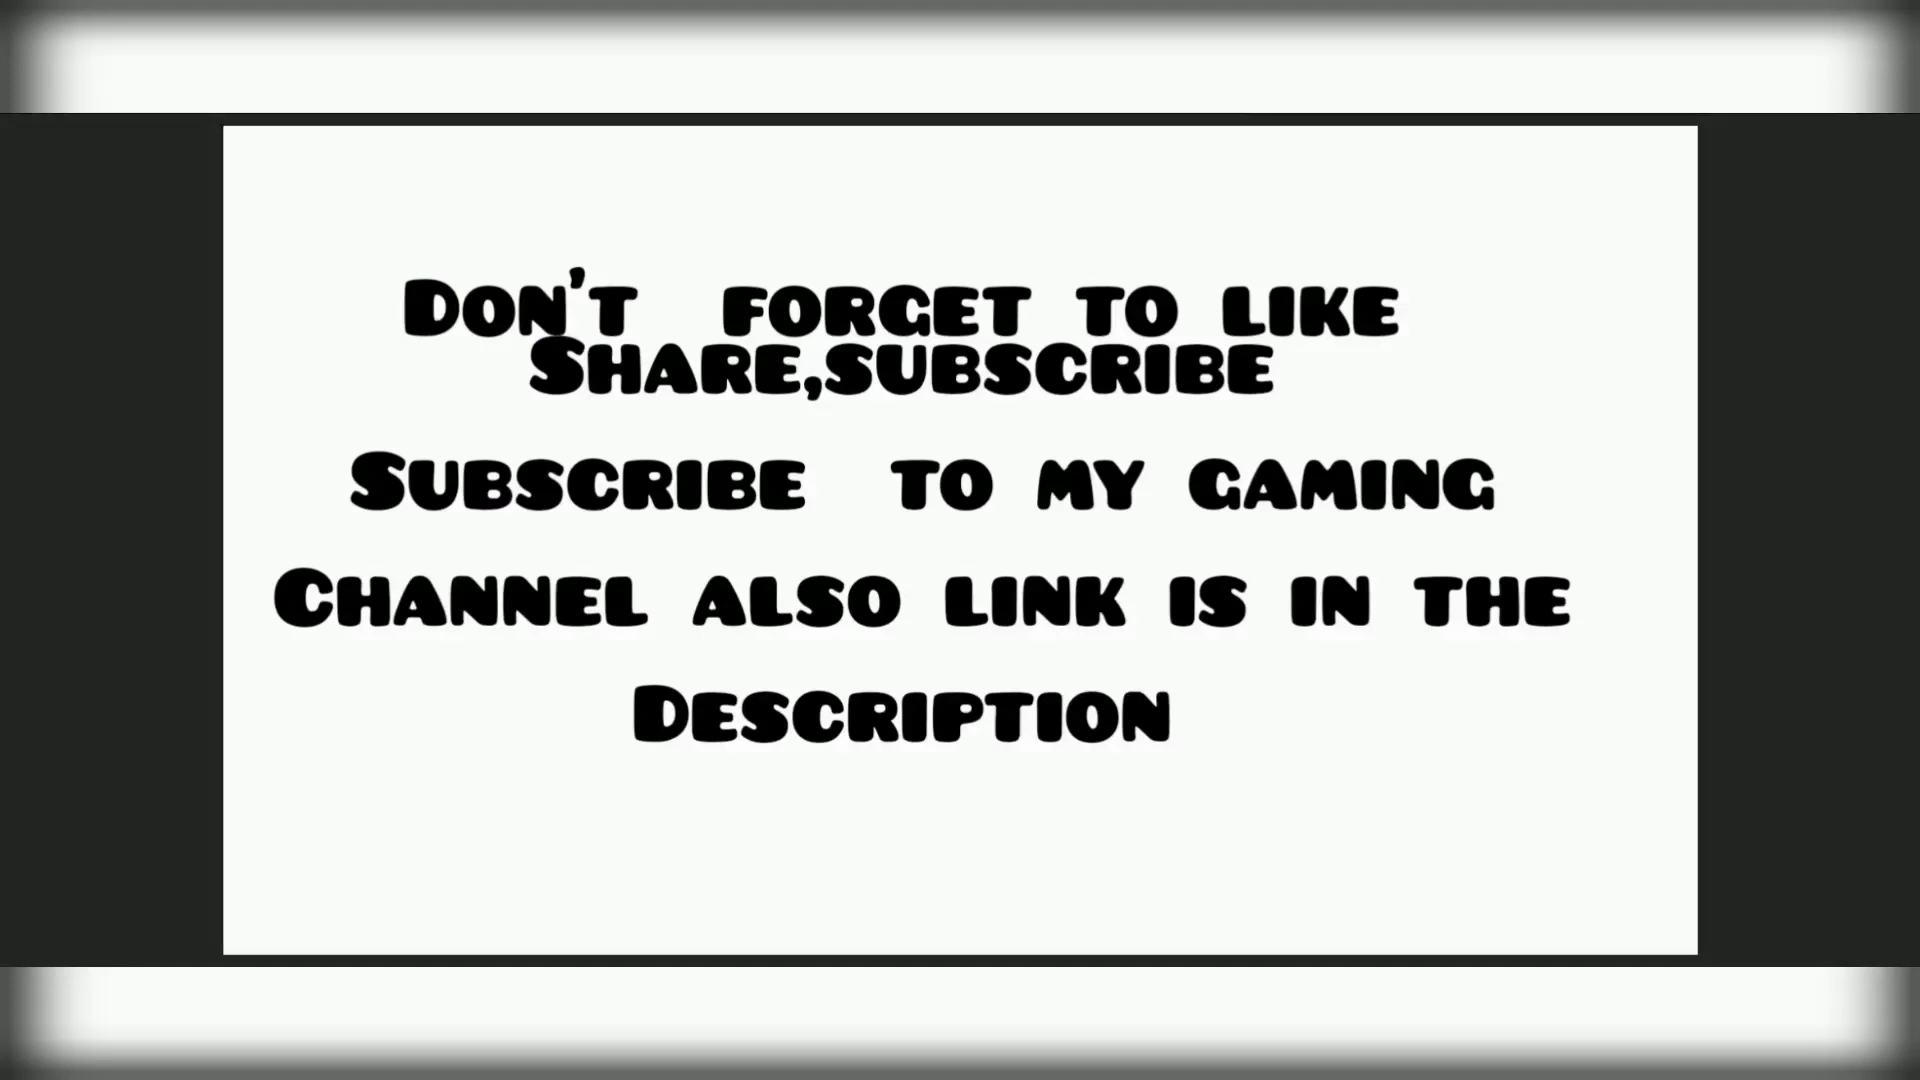 Don't forget to like
Share,subscribe
Subscribe to my gaming
Channel also link is in the
Description